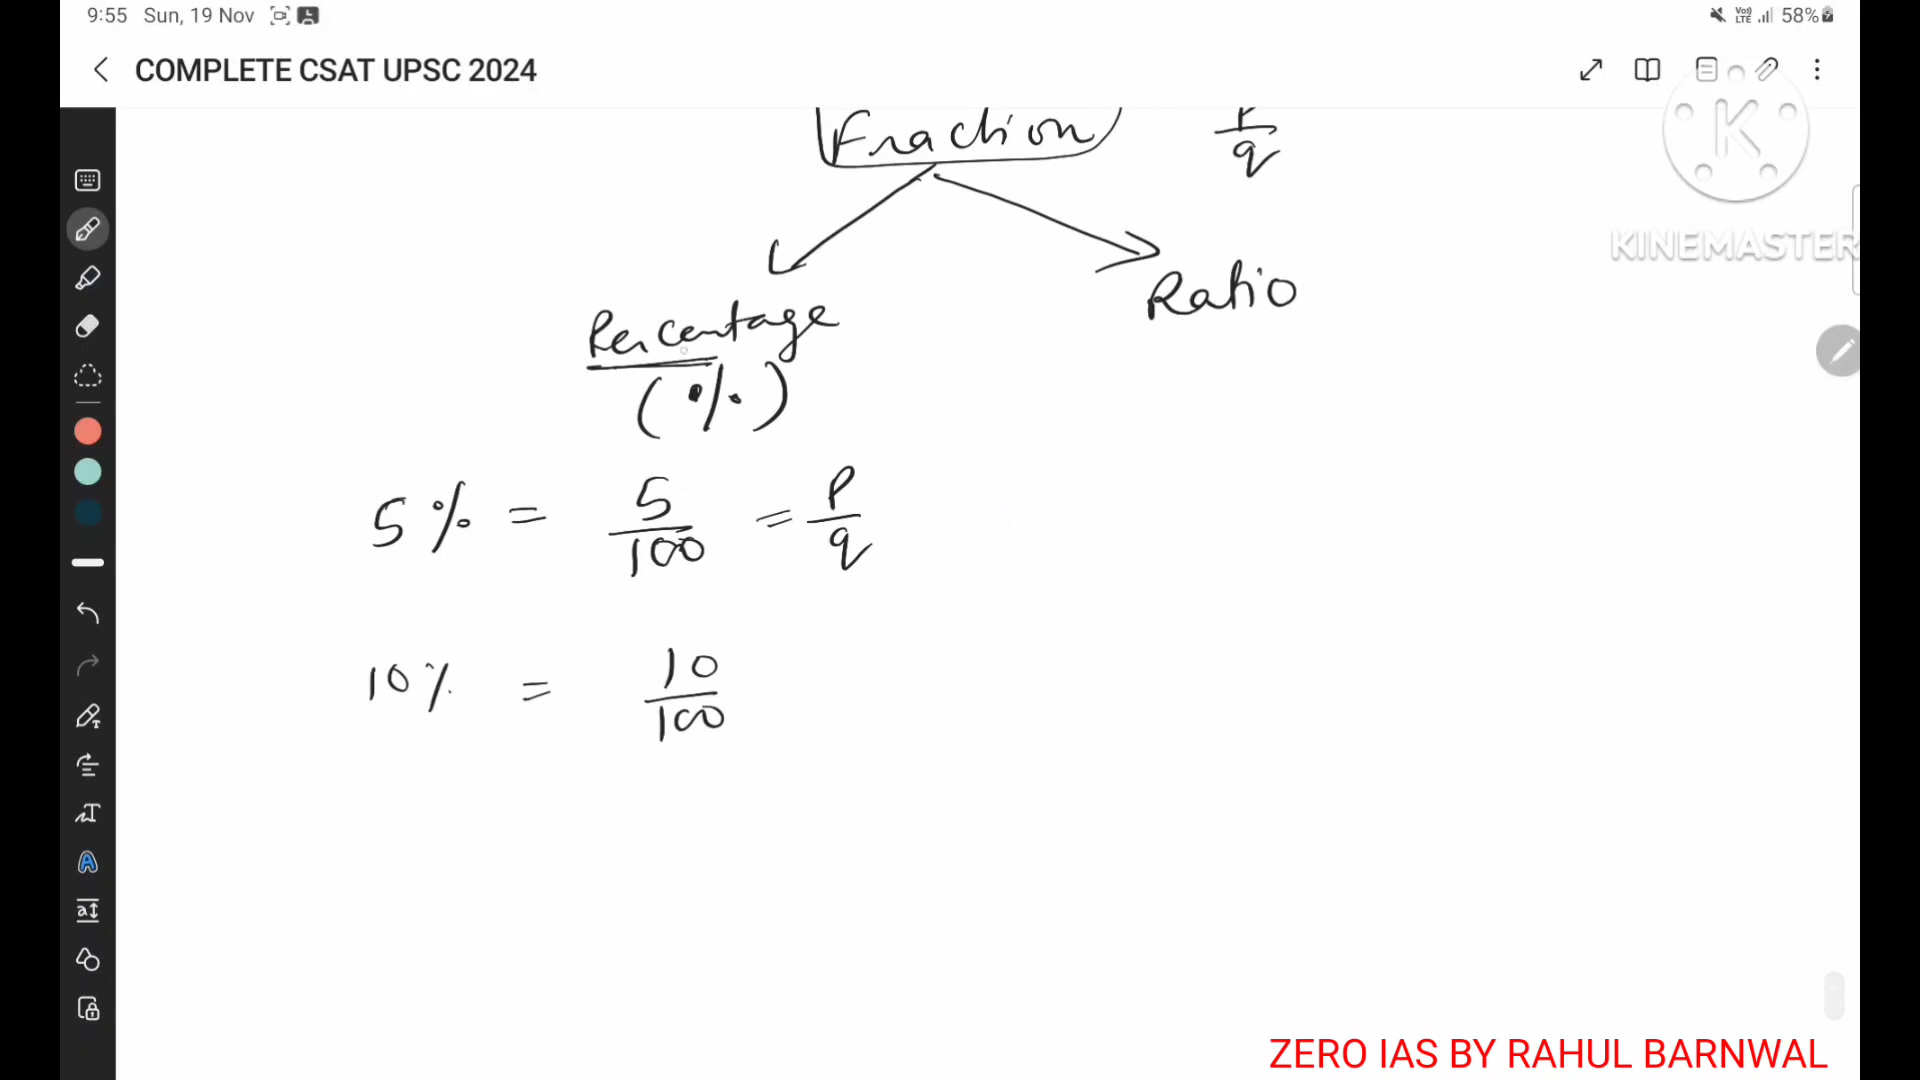 9:55 Sun, 19 Nov 58%
COMPLETE CSAT UPSC 2024
Fraction p/q
K
KINEMASTER
Percentage Ratio
(%)
5% = 5/100 = P/q
10% = 10/100
ZERO IAS BY RAHUL BARNWAL